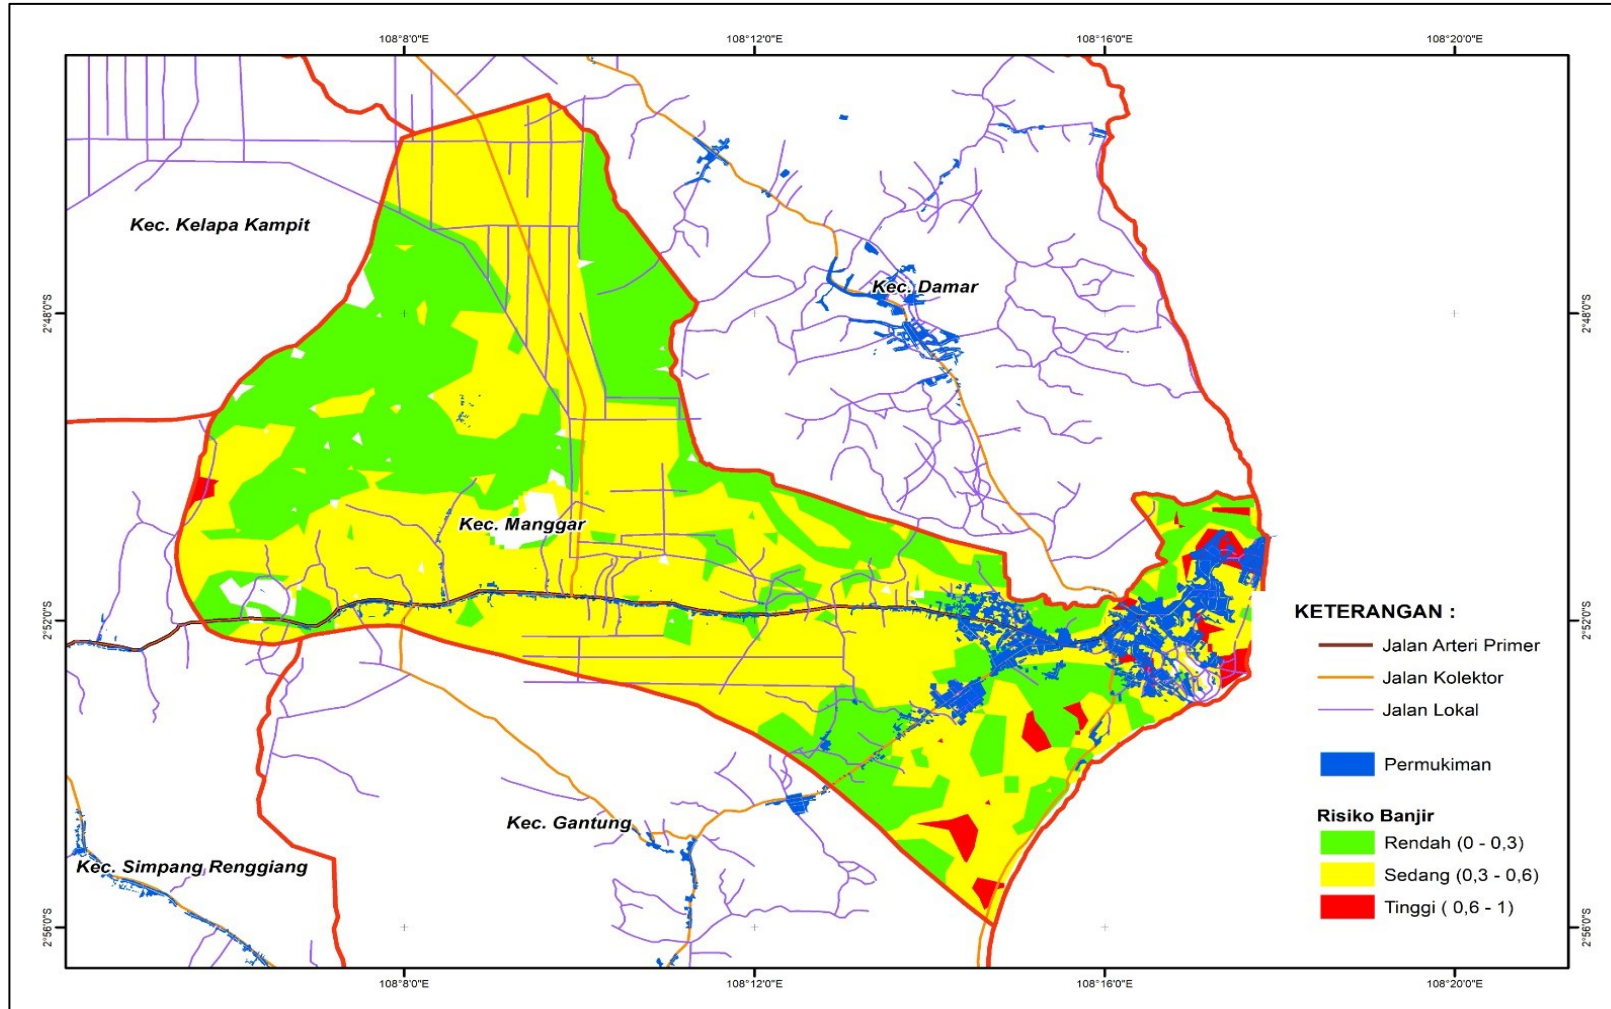 108°8'0"E
108°12'0"E
108°16'0"E
108°20'0"E
Kec. Kelapa Kampit
Kec. Damar
2°48'0"S
2°48'0"S
Kec. Manggar
2°52'0"S
2°52'0"S
KETERANGAN :
Jalan Arteri Primer
Jalan Kolektor
Jalan Lokal
Permukiman
Risiko Banjir
Rendah (0 - 0,3)
Sedang (0,3 - 0,6)
Tinggi ( 0,6 - 1)
Kec. Gantung
Kec. Simpang Renggiang
2°56'0"S
2°56'0"S
108°8'0"E
108°12'0"E
108°16'0"E
108°20'0"E